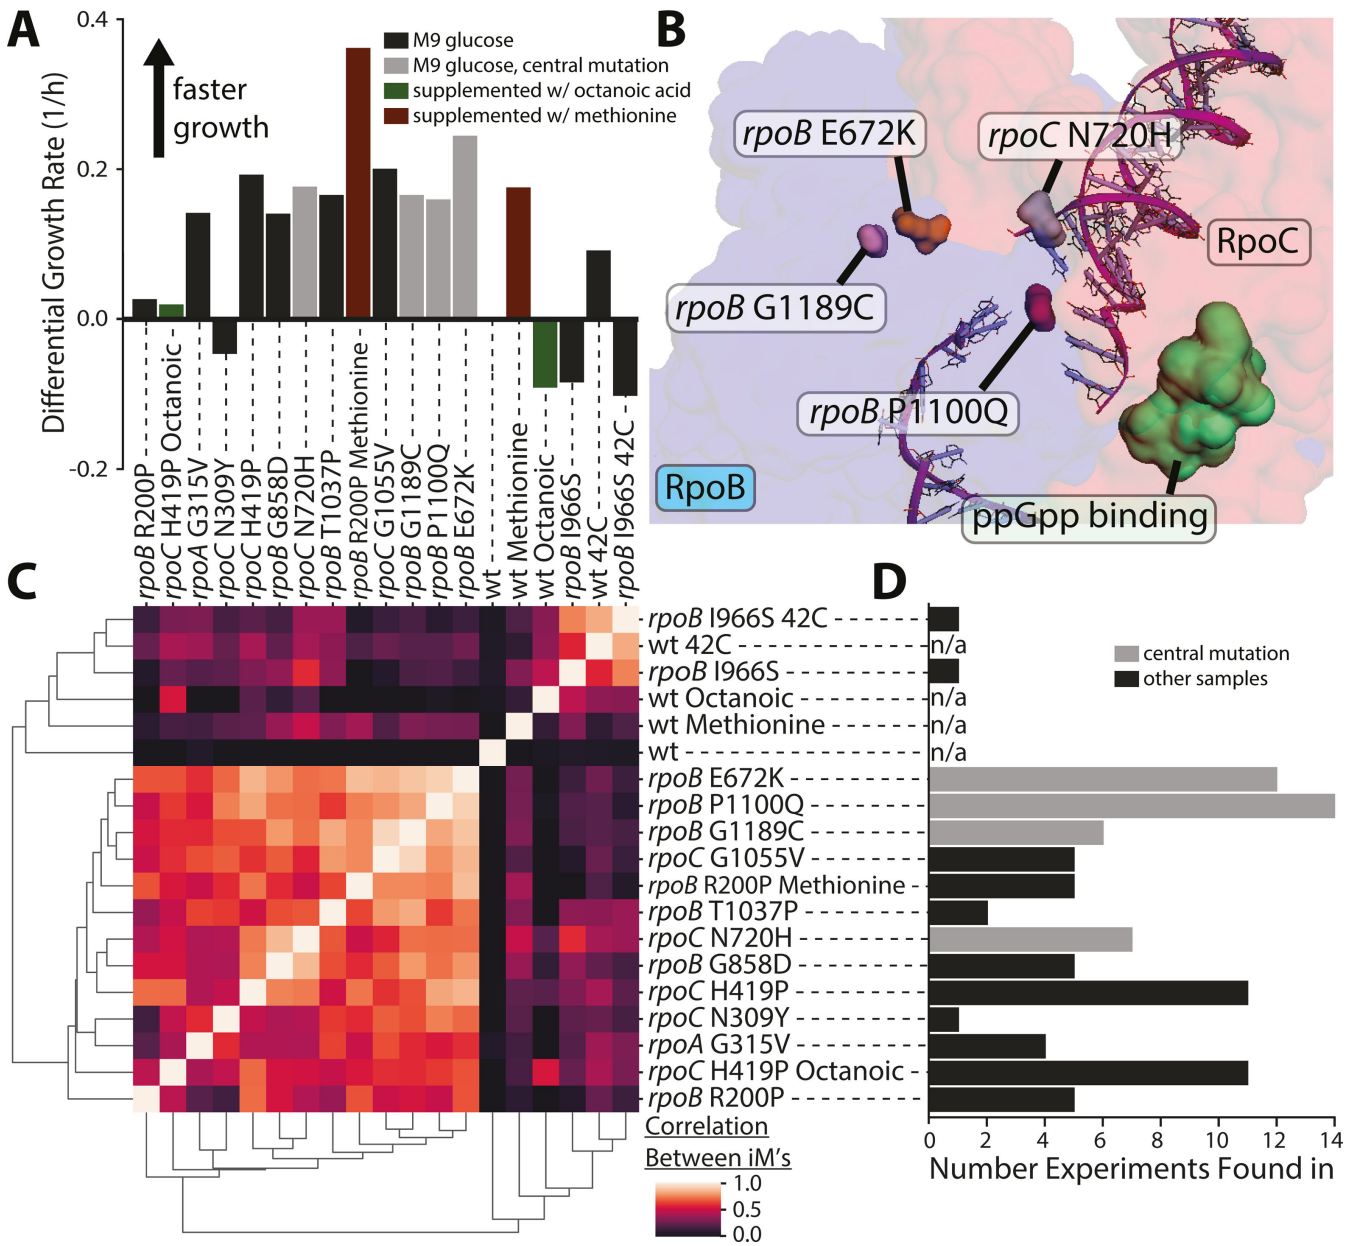 A
0.4
0.2
0.0
-0.2
Differential Growth Rate (1/h)
faster
growth
M9 glucose
M9 glucose, central mutation
supplemented w/ octanoic acid
supplemented w/ methionine
rpoB R200P
rpoC H419P Octanoic
rpoA G315V
rpoC N309Y
rpoC H419P
rpoB G858D
rpoC N720H
rpoB T1037P
rpoB R200P Methionine
rpoC G1055V
rpoB G1189C
rpoB P1100Q
rpoB E672K
wt
wt Methionine
wt Octanoic
rpoB I966S
wt 42C
rpoB I966S 42C
B
rpoB E672K
rpoC N720H
RpoC
rpoB G1189C
rpoB P1100Q
RpoB
ppGpp binding
C
rpoB I966S 42C
wt 42C
rpoB I966S
wt Octanoic
wt Methionine
wt
rpoB E672K
rpoB P1100Q
rpoB G1189C
rpoC G1055V
rpoB R200P Methionine
rpoB T1037P
rpoC N720H
rpoB G858D
rpoC H419P
rpoC N309Y
rpoA G315V
rpoC H419P Octanoic
rpoB R200P
Correlation
Between iM's
1.0
0.5
0.0
D
n/a
n/a
n/a
n/a
central mutation
other samples
0 2 4 6 8 10 12 14
Number Experiments Found in